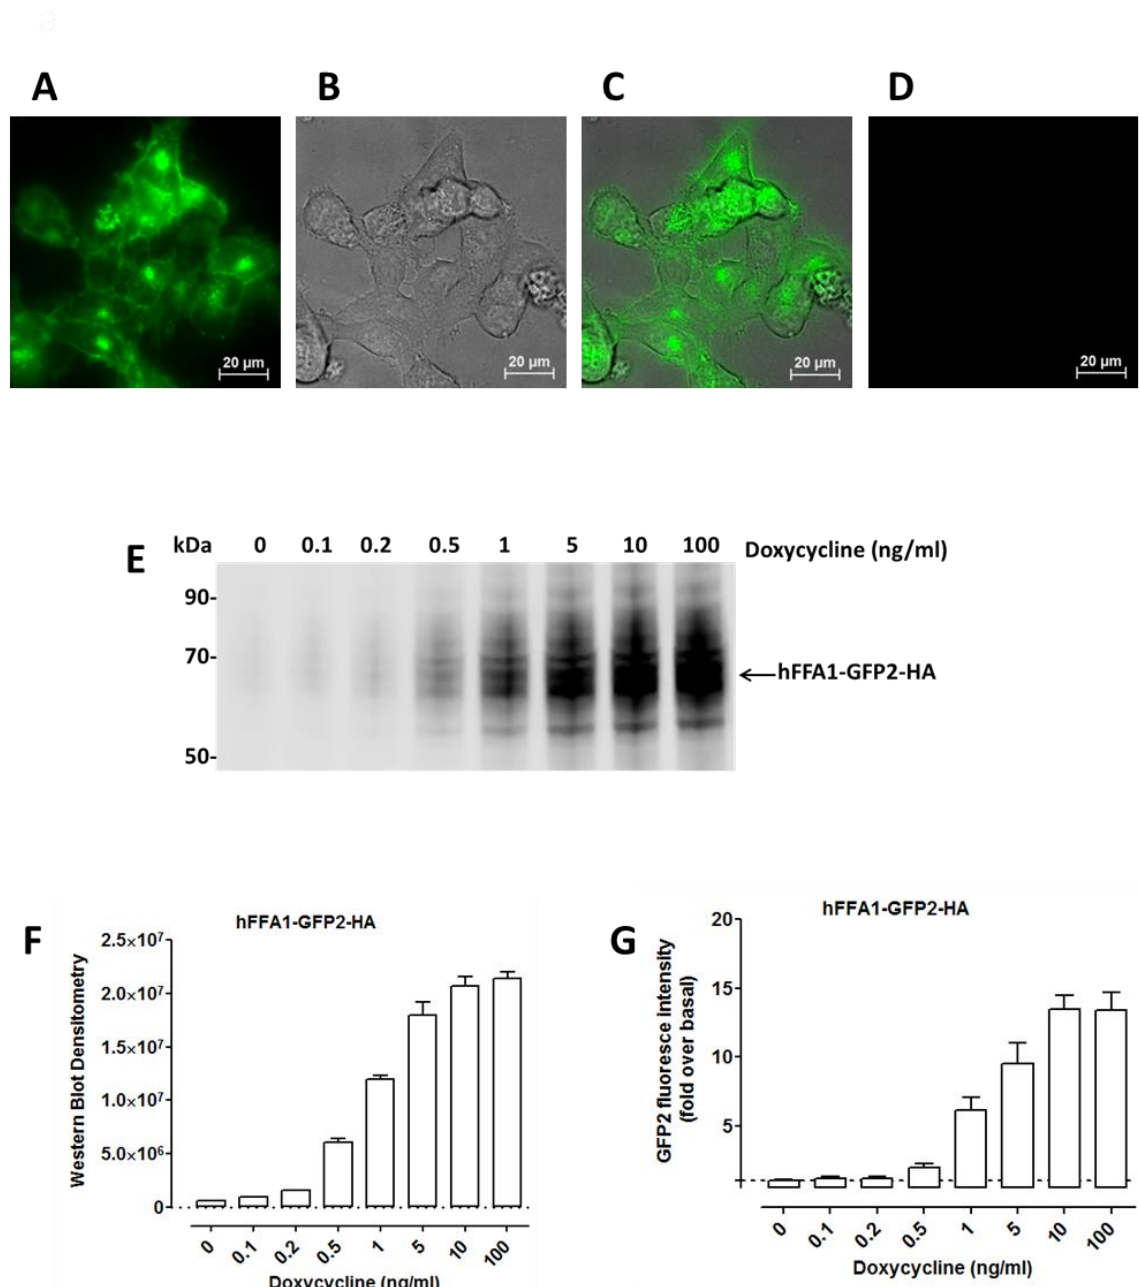 a
A B C D
20 µm 20 µm 20 µm 20 µm
E kDa 0 0.1 0.2 0.5 1 5 10 100 Doxycycline (ng/ml)
90-
70-
hFFA1-GFP2-HA
50-
F
hFFA1-GFP2-HA
Western Blot Densitometry
2.5×10⁷
2.0×10⁷
1.5×10⁷
1.0×10⁷
5.0×10⁶
0
0 0.1 0.2 0.5 1 5 10 100
Doxycycline (ng/ml)
G
hFFA1-GFP2-HA
GFP2 fluoresce intensity
(fold over basal)
20
15
10
5
0 0.1 0.2 0.5 1 5 10 100
Doxycycline (ng/ml)